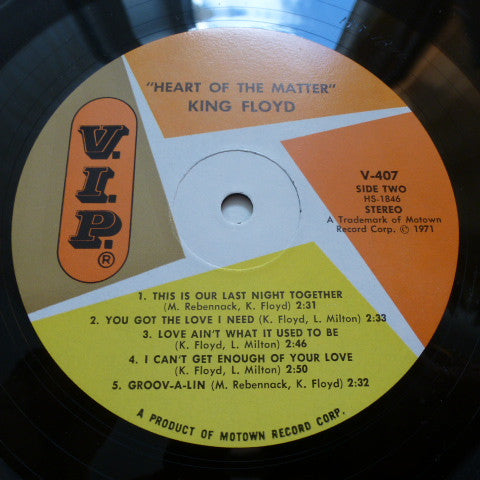 "HEART OF THE MATTER"
KING FLOYD
V.I.P.®
V-407
SIDE TWO
HS-1846
STEREO
A Trademark of Motown
Record Corp. © 1971
1. THIS IS OUR LAST NIGHT TOGETHER
(M. Rebennack, K. Floyd) 2:31
2. YOU GOT THE LOVE I NEED (K. Floyd, L. Milton) 2:33
3. LOVE AIN'T WHAT IT USED TO BE
(K. Floyd, L. Milton) 2:46
4. I CAN'T GET ENOUGH OF YOUR LOVE
(K. Floyd, L. Milton) 2:50
5. GROOV-A-LIN (M. Rebennack, K. Floyd) 2:32
A PRODUCT OF MOTOWN RECORD CORP.